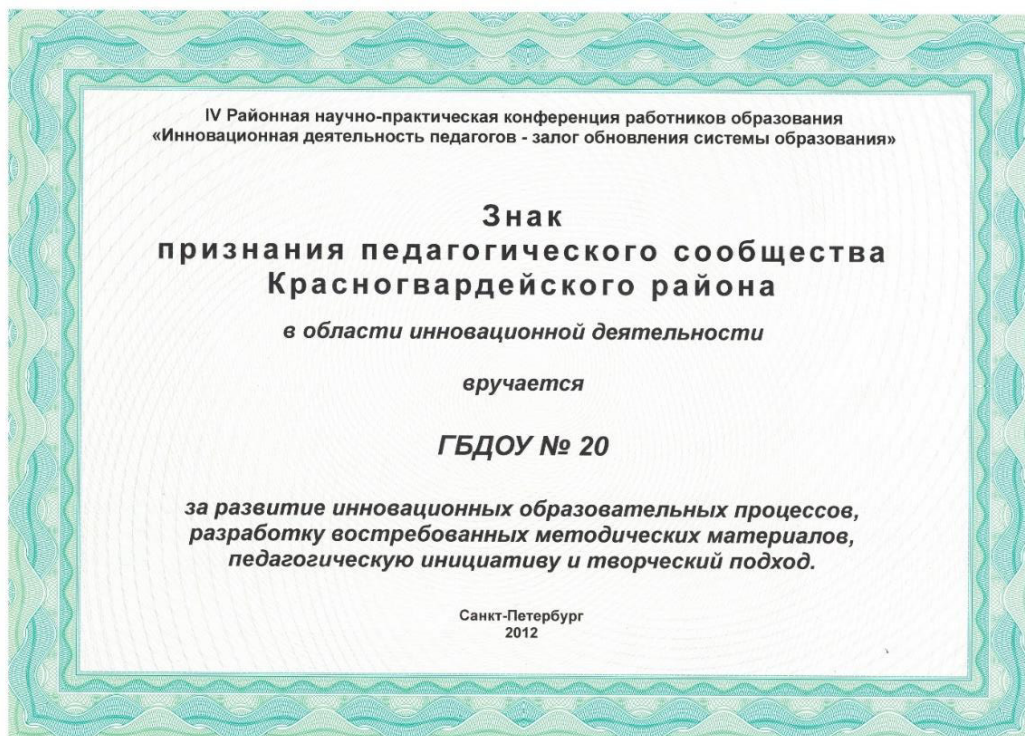 IV Районная научно-практическая конференция работников образования
«Инновационная деятельность педагогов - залог обновления системы образования»
Знак
признания педагогического сообщества
Красногвардейского района
в области инновационной деятельности
вручается
ГБДОУ № 20
за развитие инновационных образовательных процессов,
разработку востребованных методических материалов,
педагогическую инициативу и творческий подход.
Санкт-Петербург
2012